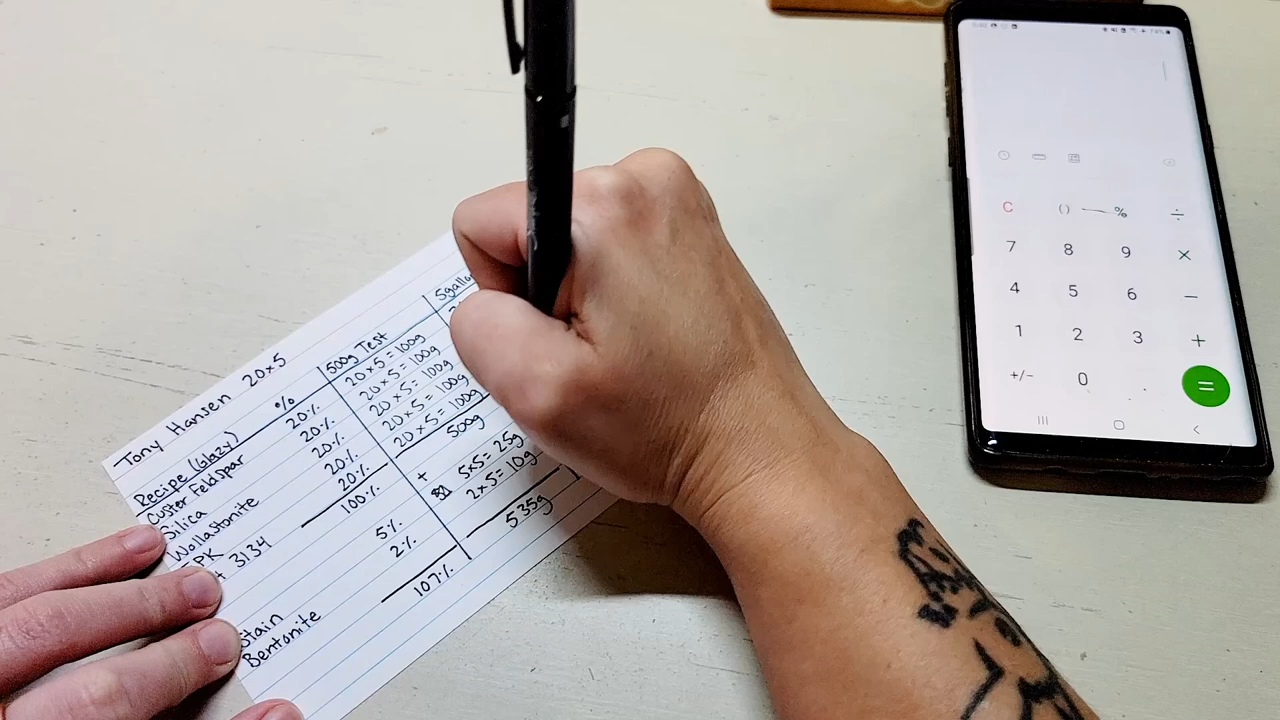 Tony Hansen 20x5
Recipe (Glazy) % 500g Test 5gallo
Custer Feldspar 20% 20x5=100g
Silica 20% 20x5=100g
Wollastonite 20% 20x5=100g
EPK 20% 20x5=100g
3134 20% 20x5=100g
100% 500g
+
Stain 5% 5x5=25g
Bentonite 2% 2x5=10g
107% 535g
C () % ÷
7 8 9 ×
4 5 6 −
1 2 3 +
+/− 0 . =